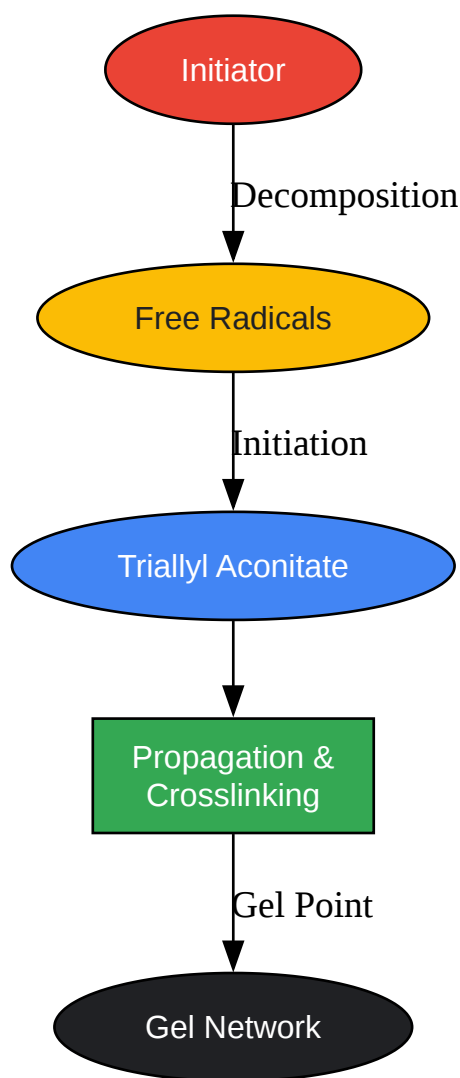 Initiator
Decomposition
Free Radicals
Initiation
Triallyl Aconitate
Propagation &
Crosslinking
Gel Point
Gel Network